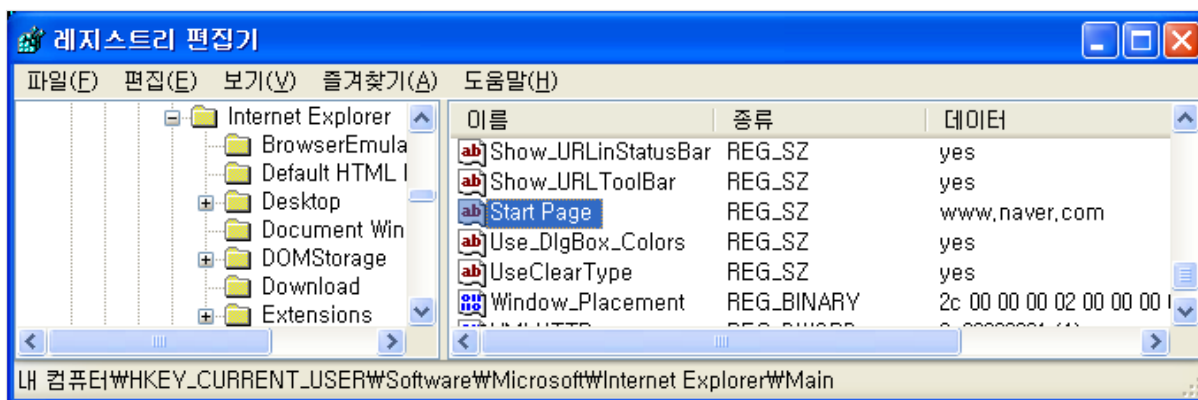 레지스트리 편집기
파일(F) 편집(E) 보기(V) 즐겨찾기(A) 도움말(H)
Internet Explorer
BrowserEmula
Default HTML
Desktop
Document Win
DOMStorage
Download
Extensions
이름 종류 데이터
Show_URLinStatusBar REG_SZ yes
Show_URLToolBar REG_SZ yes
Start Page REG_SZ www.naver.com
Use_DlgBox_Colors REG_SZ yes
UseClearType REG_SZ yes
Window_Placement REG_BINARY 2c 00 00 00 02 00 00 00
내 컴퓨터₩HKEY_CURRENT_USER₩Software₩Microsoft₩Internet Explorer₩Main